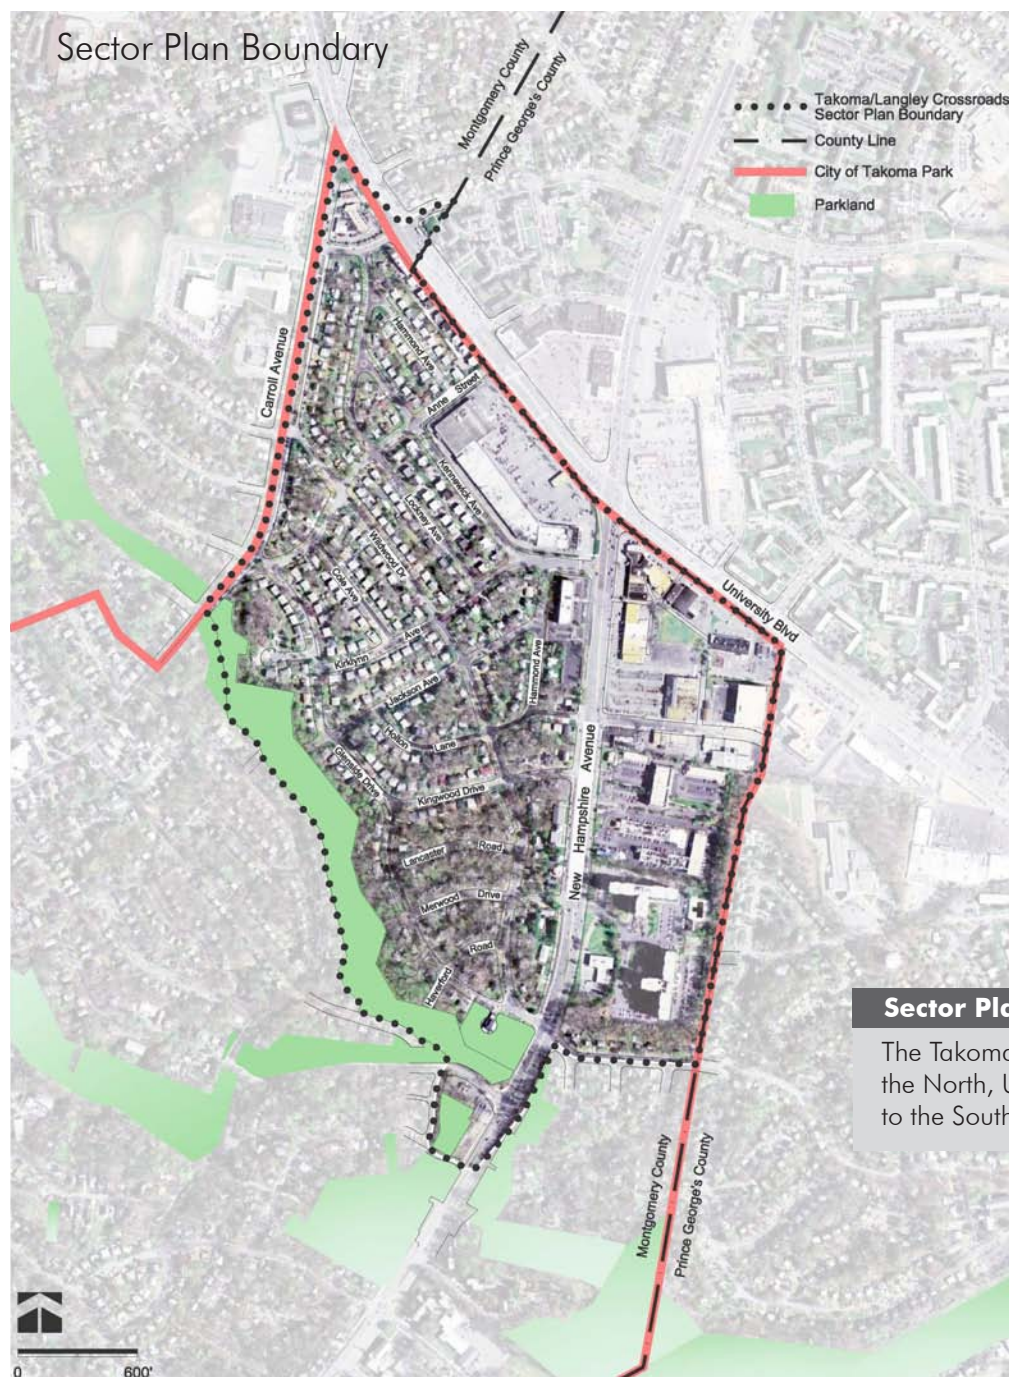 Sector Plan Boundary
Montgomery County
Prince George's County
Takoma/Langley Crossroads
Sector Plan Boundary
County Line
City of Takoma Park
Parkland
Carroll Avenue
Hammond Ave
Anne Street
Kennewick Ave
Lockney Ave
Wildwood Dr
Cole Ave
University Blvd
Kirklynn Ave
Hammond Ave
Jackson Ave
Holton Lane
Glenside Drive
Kingwood Drive
New Hampshire Avenue
Lancaster Road
Merwood Drive
Haverford Road
Sector Pla
The Takoma
the North, U
to the South
Montgomery County
Prince George's County
0 600'